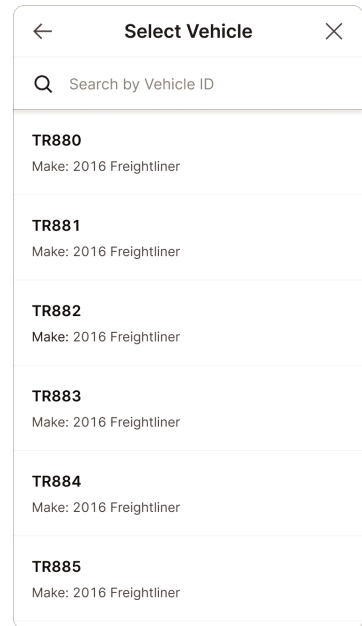 Select Vehicle
Search by Vehicle ID
TR880
Make: 2016 Freightliner
TR881
Make: 2016 Freightliner
TR882
Make: 2016 Freightliner
TR883
Make: 2016 Freightliner
TR884
Make: 2016 Freightliner
TR885
Make: 2016 Freightliner